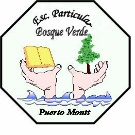 Esc. Particular
Bosque Verde
Puerto Montt